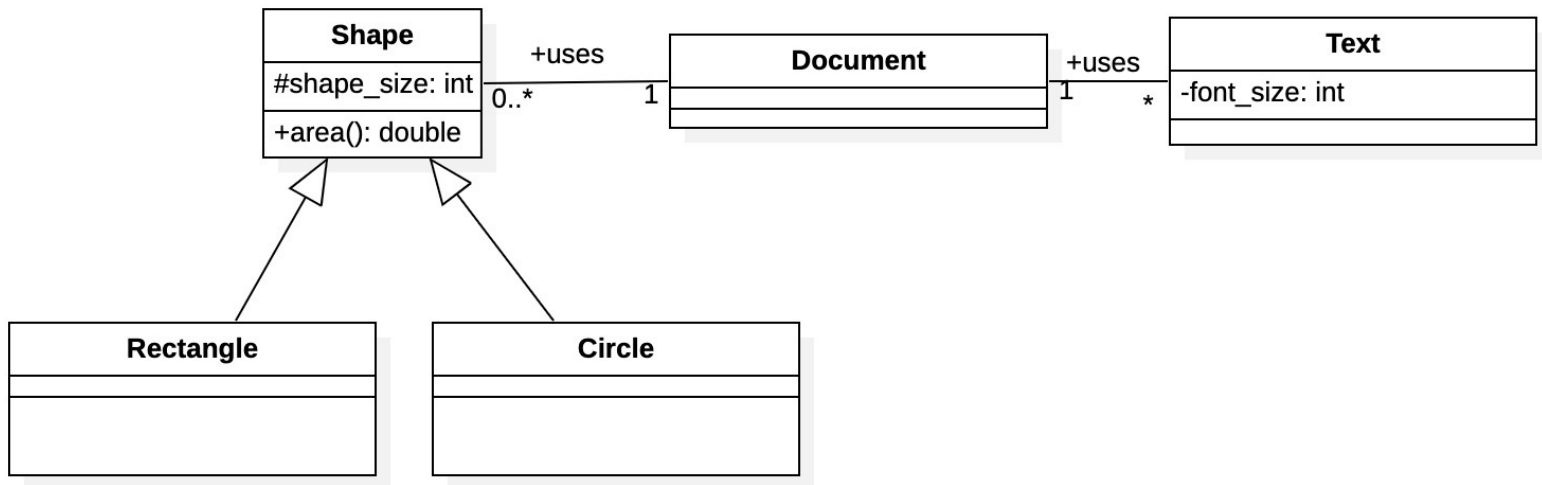 Shape
#shape_size: int
+area(): double
+uses
0..*
1
Document
+uses
1
*
Text
-font_size: int
Rectangle
Circle